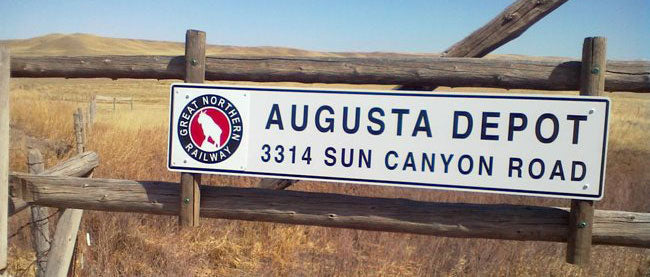 GREAT NORTHERN
RAILWAY
AUGUSTA DEPOT
3314 SUN CANYON ROAD